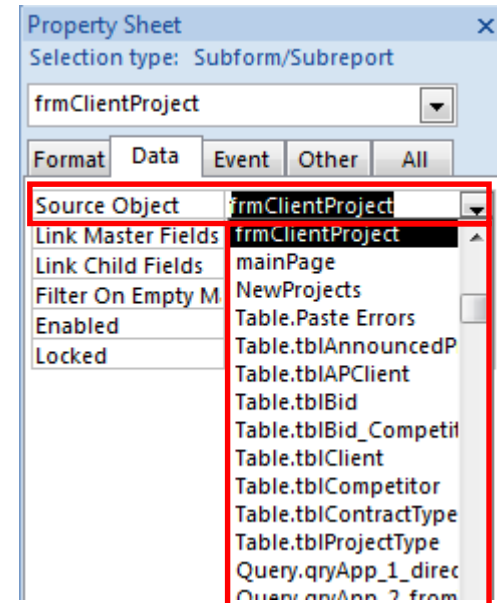 Property Sheet
Selection type: Subform/Subreport
frmClientProject
Format Data Event Other All
Source Object frmClientProject
Link Master Fields frmClientProject
Link Child Fields mainPage
Filter On Empty M NewProjects
Enabled Table.Paste Errors
Locked Table.tblAnnouncedP
Table.tblAPClient
Table.tblBid
Table.tblBid_Competit
Table.tblClient
Table.tblCompetitor
Table.tblContractType
Table.tblProjectType
Query.qryApp_1_direc
Query.qryApp_2_from